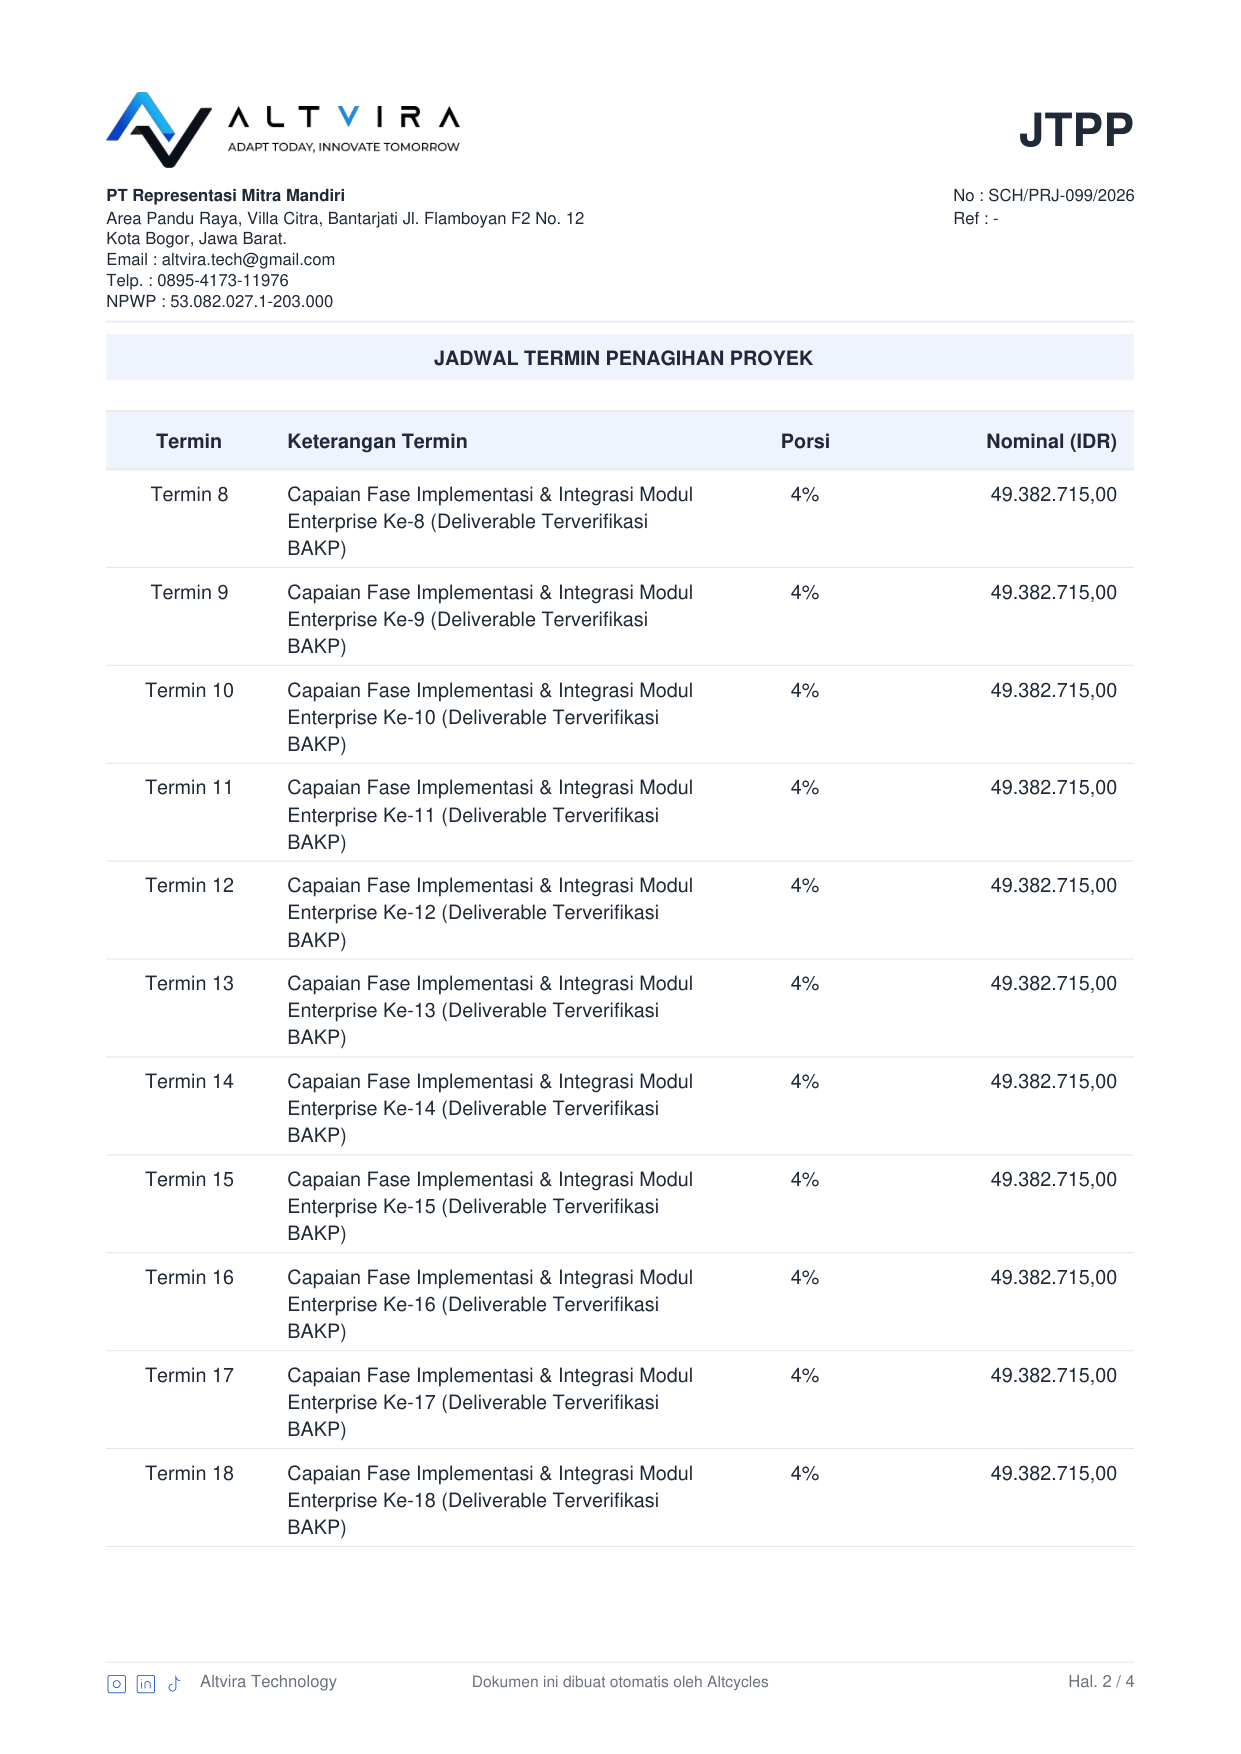 ALTVIRA
ADAPT TODAY, INNOVATE TOMORROW
JTPP
PT Representasi Mitra Mandiri
Area Pandu Raya, Villa Citra, Bantarjati Jl. Flamboyan F2 No. 12
Kota Bogor, Jawa Barat.
Email : altvira.tech@gmail.com
Telp. : 0895-4173-11976
NPWP : 53.082.027.1-203.000
No : SCH/PRJ-099/2026
Ref : -
JADWAL TERMIN PENAGIHAN PROYEK
Termin Keterangan Termin Porsi Nominal (IDR)
Termin 8 Capaian Fase Implementasi & Integrasi Modul 4% 49.382.715,00
Enterprise Ke-8 (Deliverable Terverifikasi
BAKP)
Termin 9 Capaian Fase Implementasi & Integrasi Modul 4% 49.382.715,00
Enterprise Ke-9 (Deliverable Terverifikasi
BAKP)
Termin 10 Capaian Fase Implementasi & Integrasi Modul 4% 49.382.715,00
Enterprise Ke-10 (Deliverable Terverifikasi
BAKP)
Termin 11 Capaian Fase Implementasi & Integrasi Modul 4% 49.382.715,00
Enterprise Ke-11 (Deliverable Terverifikasi
BAKP)
Termin 12 Capaian Fase Implementasi & Integrasi Modul 4% 49.382.715,00
Enterprise Ke-12 (Deliverable Terverifikasi
BAKP)
Termin 13 Capaian Fase Implementasi & Integrasi Modul 4% 49.382.715,00
Enterprise Ke-13 (Deliverable Terverifikasi
BAKP)
Termin 14 Capaian Fase Implementasi & Integrasi Modul 4% 49.382.715,00
Enterprise Ke-14 (Deliverable Terverifikasi
BAKP)
Termin 15 Capaian Fase Implementasi & Integrasi Modul 4% 49.382.715,00
Enterprise Ke-15 (Deliverable Terverifikasi
BAKP)
Termin 16 Capaian Fase Implementasi & Integrasi Modul 4% 49.382.715,00
Enterprise Ke-16 (Deliverable Terverifikasi
BAKP)
Termin 17 Capaian Fase Implementasi & Integrasi Modul 4% 49.382.715,00
Enterprise Ke-17 (Deliverable Terverifikasi
BAKP)
Termin 18 Capaian Fase Implementasi & Integrasi Modul 4% 49.382.715,00
Enterprise Ke-18 (Deliverable Terverifikasi
BAKP)
Altvira Technology Dokumen ini dibuat otomatis oleh Altcycles Hal. 2 / 4